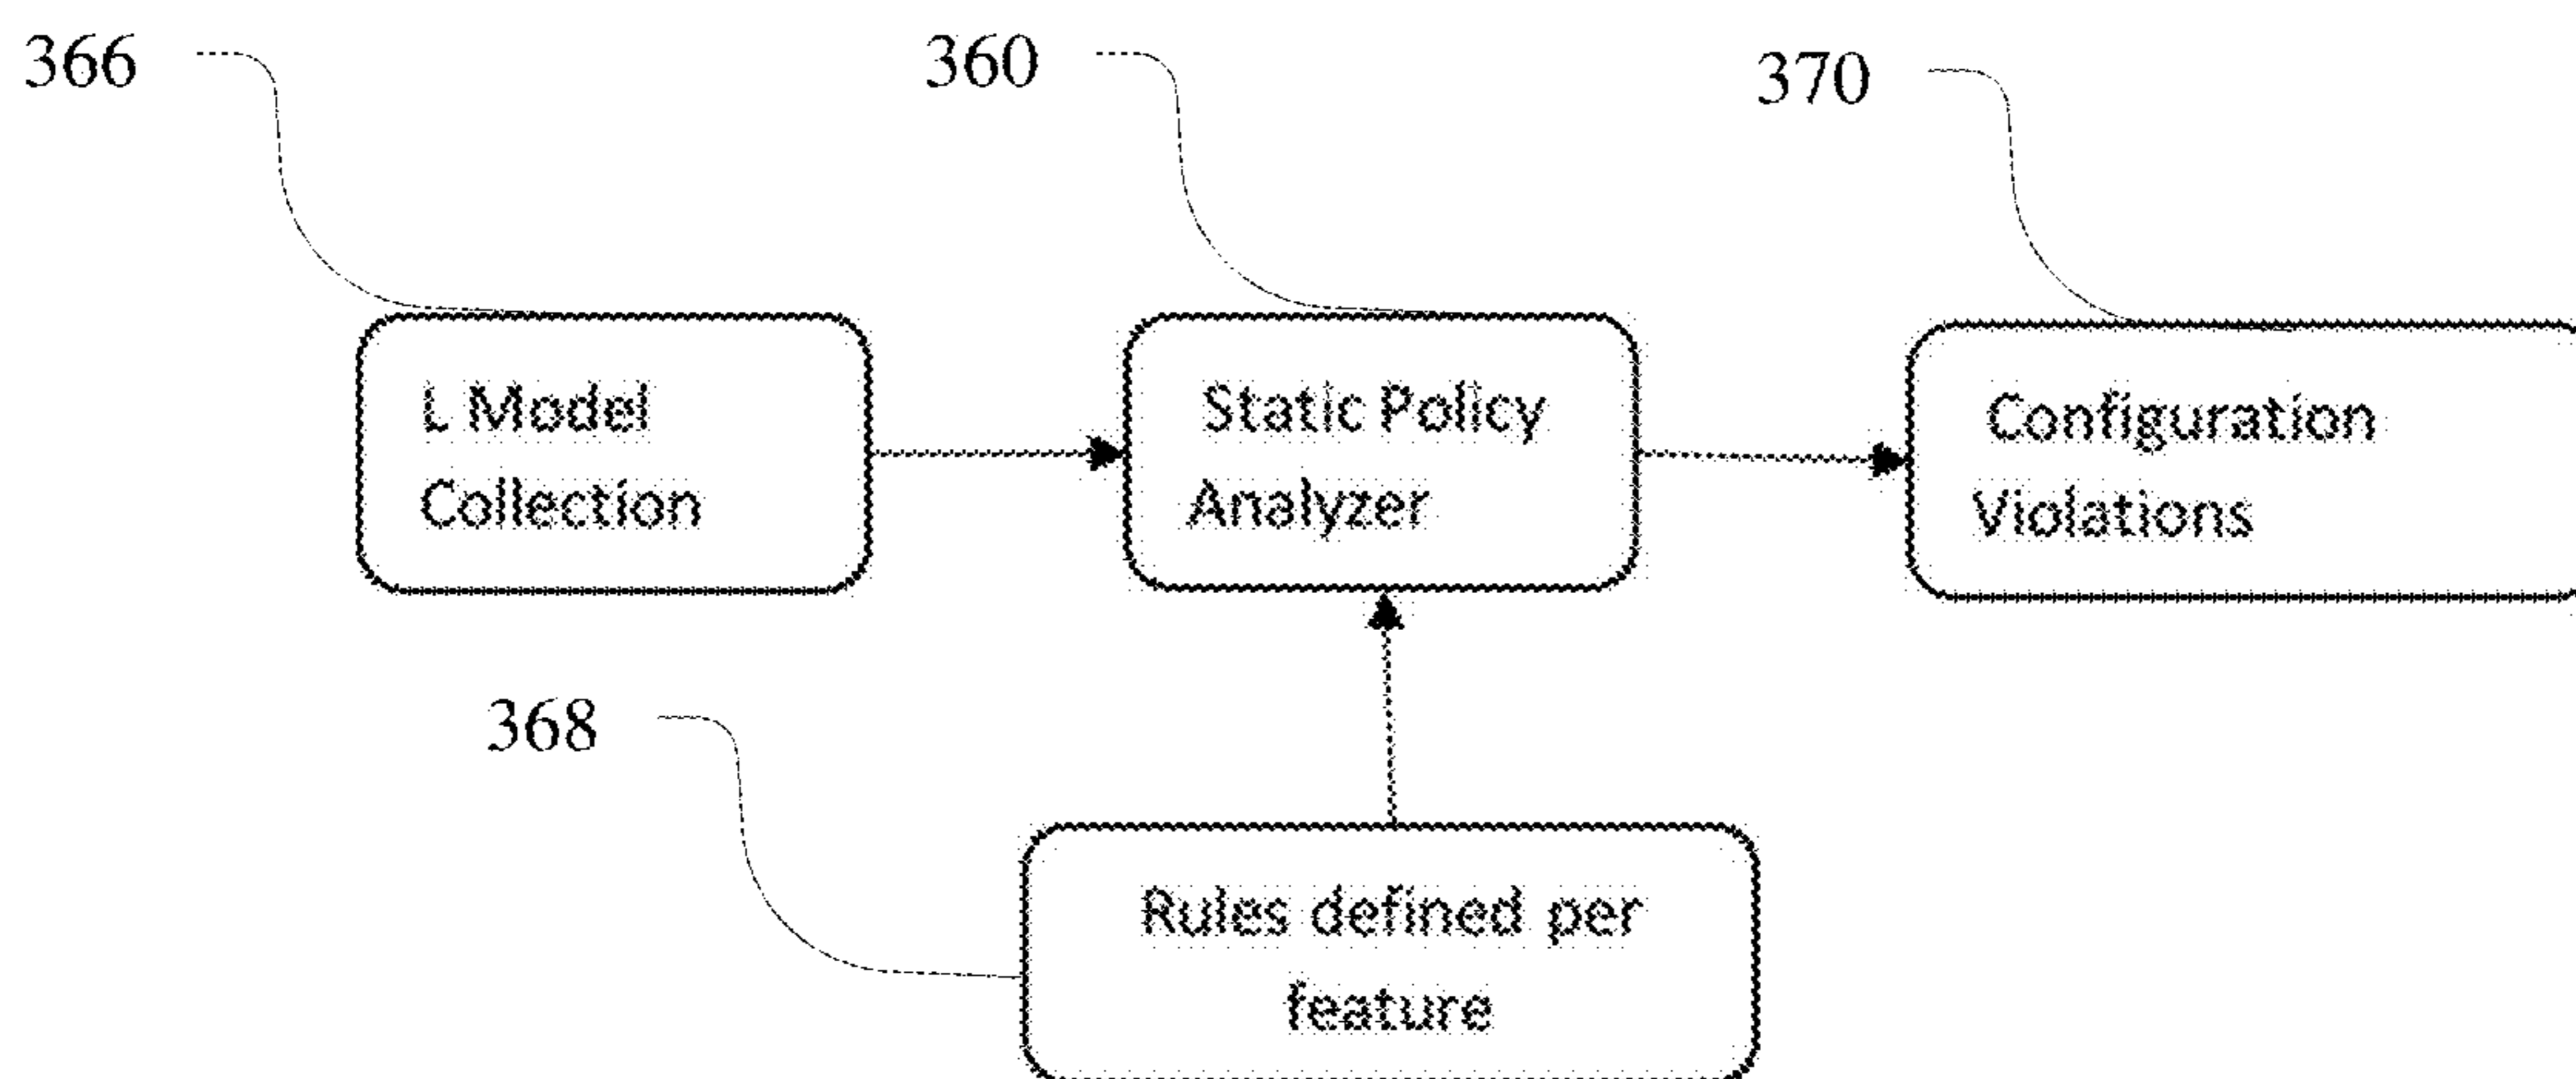 366
360
370
L Model
Collection
Static Policy
Analyzer
Configuration
Violations
368
Rules defined per
feature